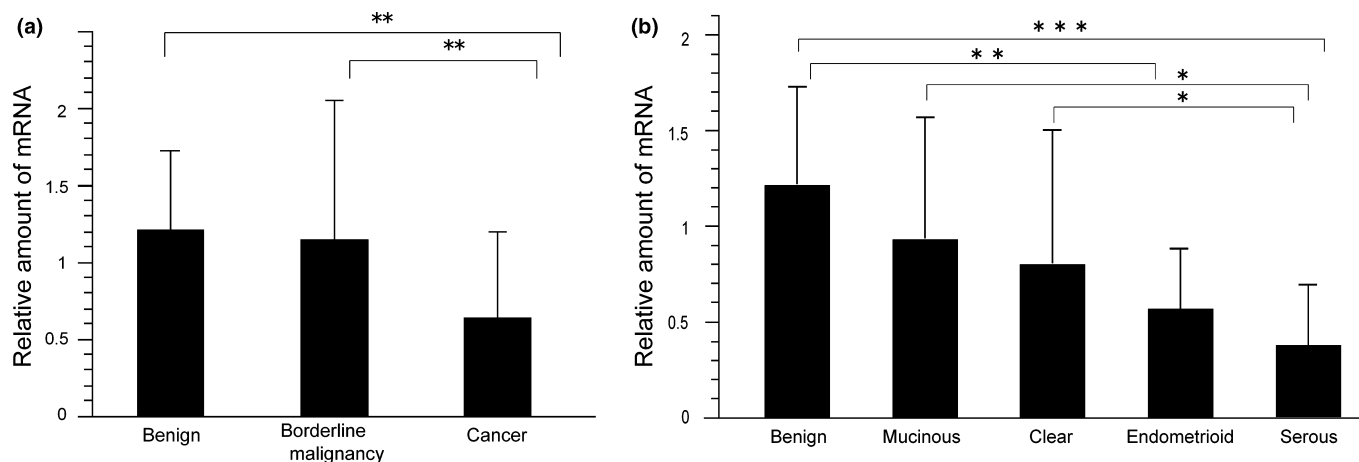 (a)
**
**
Relative amount of mRNA
2
1.5
1
0.5
0
Benign
Borderline
malignancy
Cancer
(b)
* * *
* *
*
*
Relative amount of mRNA
2
1.5
1
0.5
0
Benign
Mucinous
Clear
Endometrioid
Serous